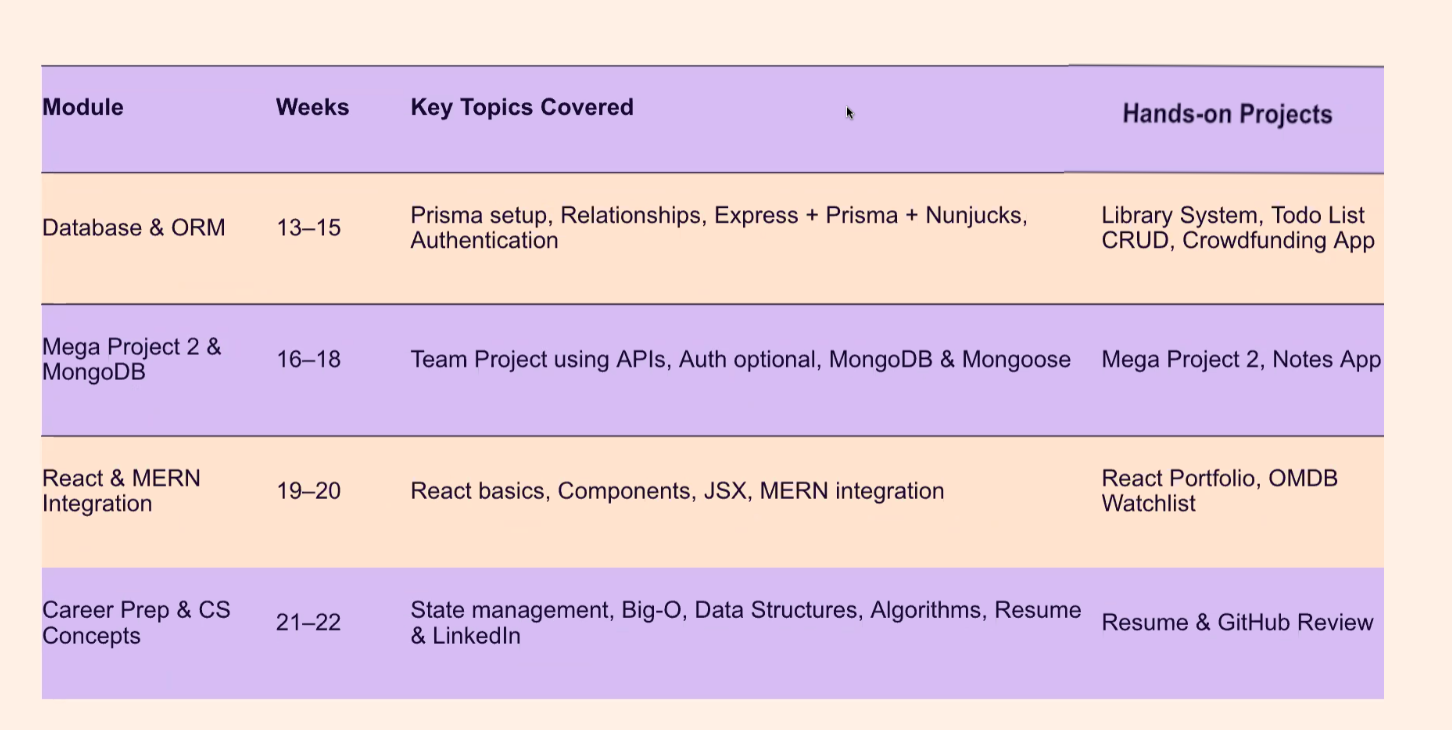 Module Weeks Key Topics Covered Hands-on Projects
Database & ORM 13–15 Prisma setup, Relationships, Express + Prisma + Nunjucks,
Authentication
Library System, Todo List
CRUD, Crowdfunding App
Mega Project 2 &
MongoDB
16–18 Team Project using APIs, Auth optional, MongoDB & Mongoose Mega Project 2, Notes App
React & MERN
Integration
19–20 React basics, Components, JSX, MERN integration
React Portfolio, OMDB
Watchlist
Career Prep & CS
Concepts
21–22
State management, Big-O, Data Structures, Algorithms, Resume
& LinkedIn
Resume & GitHub Review